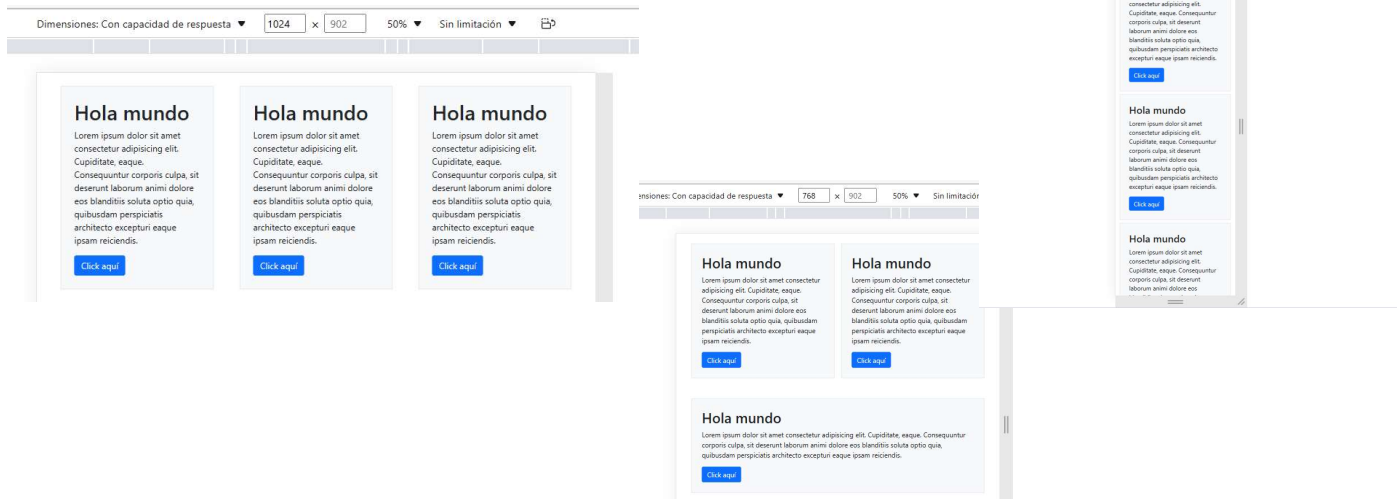 Dimensiones: Con capacidad de respuesta ▼ 1024 × 902 50% ▼ Sin limitación ▼
Hola mundo
Lorem ipsum dolor sit amet
consectetur adipisicing elit.
Cupiditate, eaque.
Consequuntur corporis culpa, sit
deserunt laborum animi dolore
eos blanditiis soluta optio quia,
quibusdam perspiciatis
architecto excepturi eaque
ipsam reiciendis.
Click aquí
Hola mundo
Lorem ipsum dolor sit amet
consectetur adipisicing elit.
Cupiditate, eaque.
Consequuntur corporis culpa, sit
deserunt laborum animi dolore
eos blanditiis soluta optio quia,
quibusdam perspiciatis
architecto excepturi eaque
ipsam reiciendis.
Click aquí
Hola mundo
Lorem ipsum dolor sit amet
consectetur adipisicing elit.
Cupiditate, eaque.
Consequuntur corporis culpa, sit
deserunt laborum animi dolore
eos blanditiis soluta optio quia,
quibusdam perspiciatis
architecto excepturi eaque
ipsam reiciendis.
Click aquí
ensiones: Con capacidad de respuesta ▼ 768 × 902 50% ▼ Sin limitación
Hola mundo
Lorem ipsum dolor sit amet consectetur
adipisicing elit. Cupiditate, eaque.
Consequuntur corporis culpa, sit
deserunt laborum animi dolore eos
blanditiis soluta optio quia, quibusdam
perspiciatis architecto excepturi eaque
ipsam reiciendis.
Click aquí
Hola mundo
Lorem ipsum dolor sit amet consectetur
adipisicing elit. Cupiditate, eaque.
Consequuntur corporis culpa, sit
deserunt laborum animi dolore eos
blanditiis soluta optio quia, quibusdam
perspiciatis architecto excepturi eaque
ipsam reiciendis.
Click aquí
Hola mundo
Lorem ipsum dolor sit amet consectetur adipisicing elit. Cupiditate, eaque. Consequuntur
corporis culpa, sit deserunt laborum animi dolore eos blanditiis soluta optio quia,
quibusdam perspiciatis architecto excepturi eaque ipsam reiciendis.
Click aquí
consectetur adipisicing elit.
Cupiditate, eaque. Consequuntur
corporis culpa, sit deserunt
laborum animi dolore eos
blanditiis soluta optio quia,
quibusdam perspiciatis architecto
excepturi eaque ipsam reiciendis.
Click aquí
Hola mundo
Lorem ipsum dolor sit amet
consectetur adipisicing elit.
Cupiditate, eaque. Consequuntur
corporis culpa, sit deserunt
laborum animi dolore eos
blanditiis soluta optio quia,
quibusdam perspiciatis architecto
excepturi eaque ipsam reiciendis.
Click aquí
Hola mundo
Lorem ipsum dolor sit amet
consectetur adipisicing elit.
Cupiditate, eaque. Consequuntur
corporis culpa, sit deserunt
laborum animi dolore eos